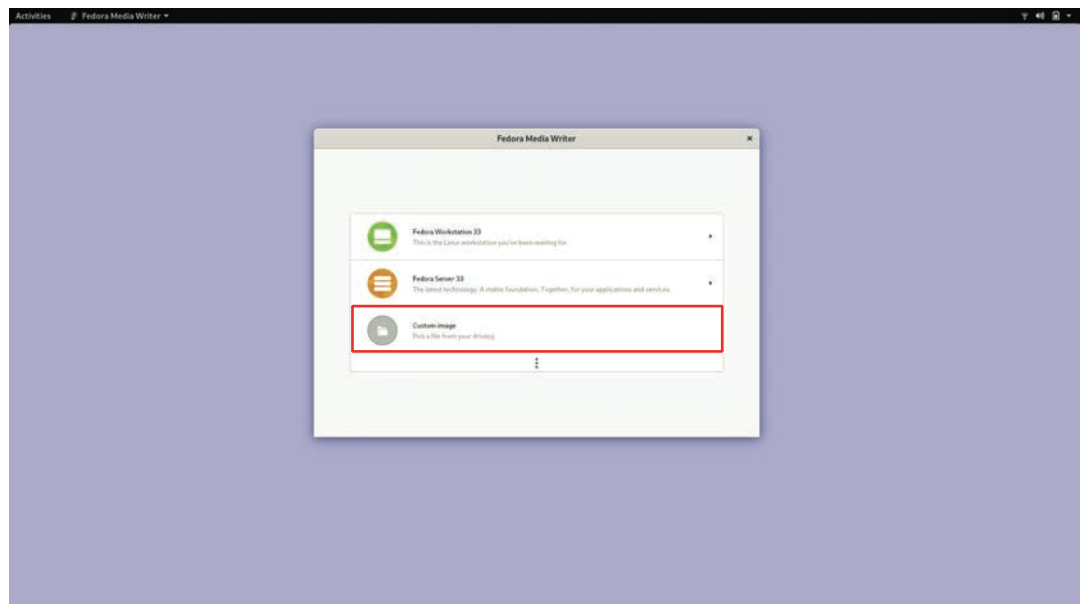 Activities Fedora Media Writer
Fedora Media Writer
Fedora Workstation 33
This is the Linux workstation you've been waiting for.
Fedora Server 33
The latest technology. A stable foundation. Together, for your applications and services.
Custom image
Pick a file from your drive(s)